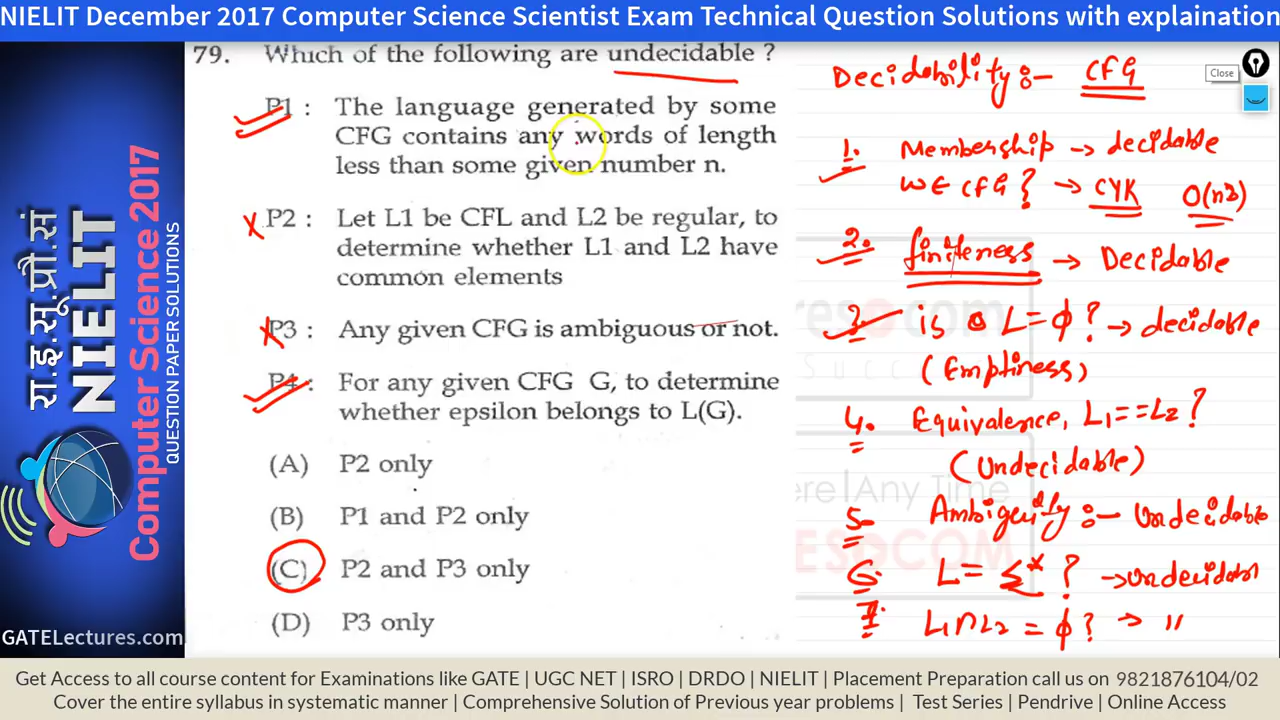 NIELIT December 2017 Computer Science Scientist Exam Technical Question Solutions with explaination
रा.इ.सू.प्रौ.सं
NIELIT
Computer Science 2017
QUESTION PAPER SOLUTIONS
GATELectures.com
79. Which of the following are undecidable ?
P1 : The language generated by some
CFG contains any words of length
less than some given number n.
P2 : Let L1 be CFL and L2 be regular, to
determine whether L1 and L2 have
common elements
P3 : Any given CFG is ambiguous or not.
P4 : For any given CFG G, to determine
whether epsilon belongs to L(G).
(A) P2 only
(B) P1 and P2 only
(C) P2 and P3 only
(D) P3 only
Close
Decidability :- CFG
1. Membership → decidable
W ∈ CFG ? → CYK O(n3)
2. finiteness → Decidable
3. is L = ϕ ? → decidable
(Emptiness)
4. Equivalence, L1 == L2 ?
(Undecidable)
5. Ambiguity :- Undecidable
6. L = Σ* ? → undecidabl
7. L1 ∩ L2 = ϕ ? → "
Get Access to all course content for Examinations like GATE | UGC NET | ISRO | DRDO | NIELIT | Placement Preparation call us on 9821876104/02
Cover the entire syllabus in systematic manner | Comprehensive Solution of Previous year problems | Test Series | Pendrive | Online Access